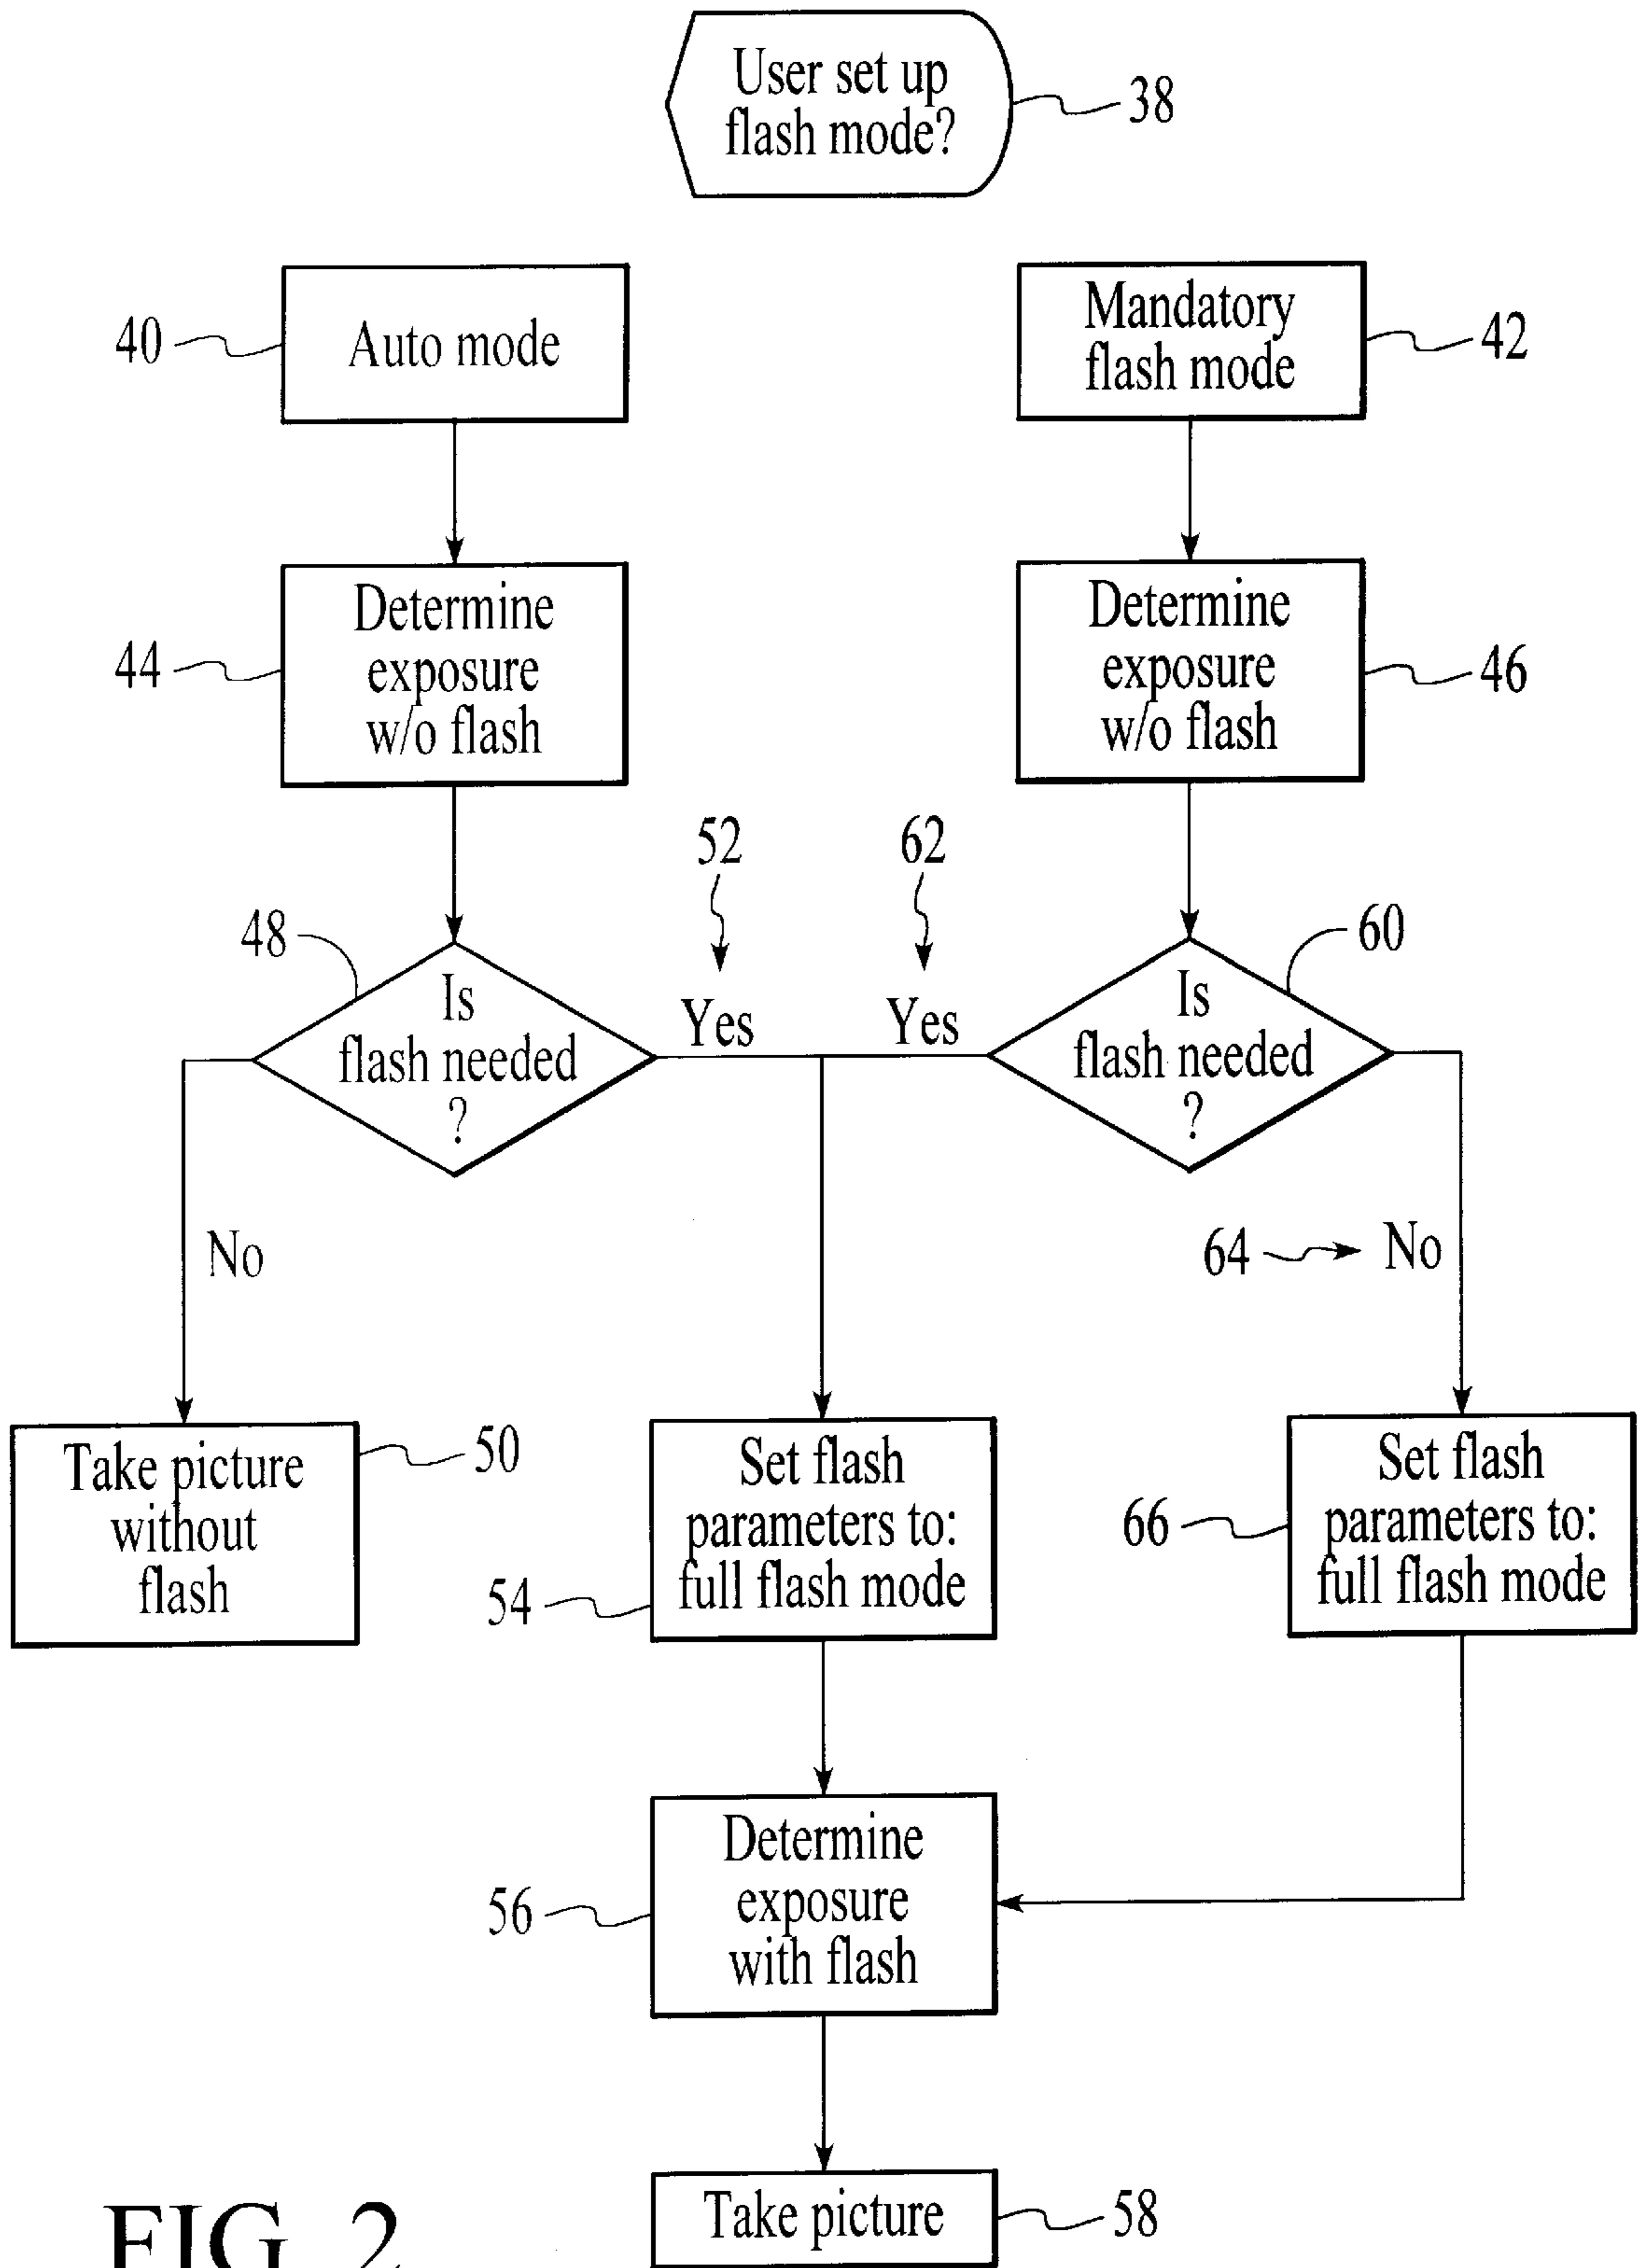 User set up
flash mode?
38
40
Auto mode
Mandatory
flash mode
42
44
Determine
exposure
w/o flash
Determine
exposure
w/o flash
46
52
62
48
Is
flash needed
?
Yes
Yes
Is
flash needed
?
60
No
64
No
Take picture
without
flash
50
Set flash
parameters to:
full flash mode
54
66
Set flash
parameters to:
full flash mode
56
Determine
exposure
with flash
Take picture
58
FIG. 2